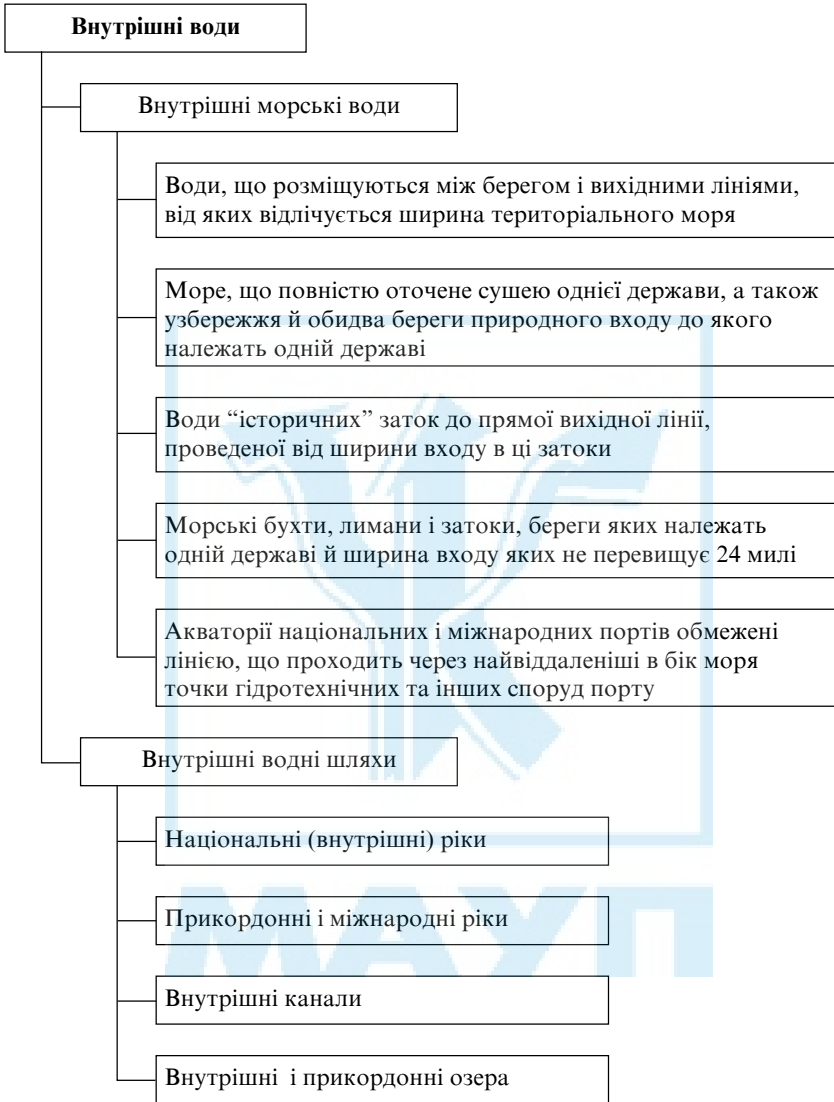 Внутрішні води
Внутрішні морські води
Води, що розміщуються між берегом і вихідними лініями,
від яких відлічується ширина територіального моря
Море, що повністю оточене сушею однієї держави, а також
узбережжя й обидва береги природного входу до якого
належать одній державі
Води “історичних” заток до прямої вихідної лінії,
проведеної від ширини входу в ці затоки
Морські бухти, лимани і затоки, береги яких належать
одній державі й ширина входу яких не перевищує 24 милі
Акваторії національних і міжнародних портів обмежені
лінією, що проходить через найвіддаленіші в бік моря
точки гідротехнічних та інших споруд порту
Внутрішні водні шляхи
Національні (внутрішні) ріки
Прикордонні і міжнародні ріки
МАУП
Внутрішні канали
Внутрішні і прикордонні озера